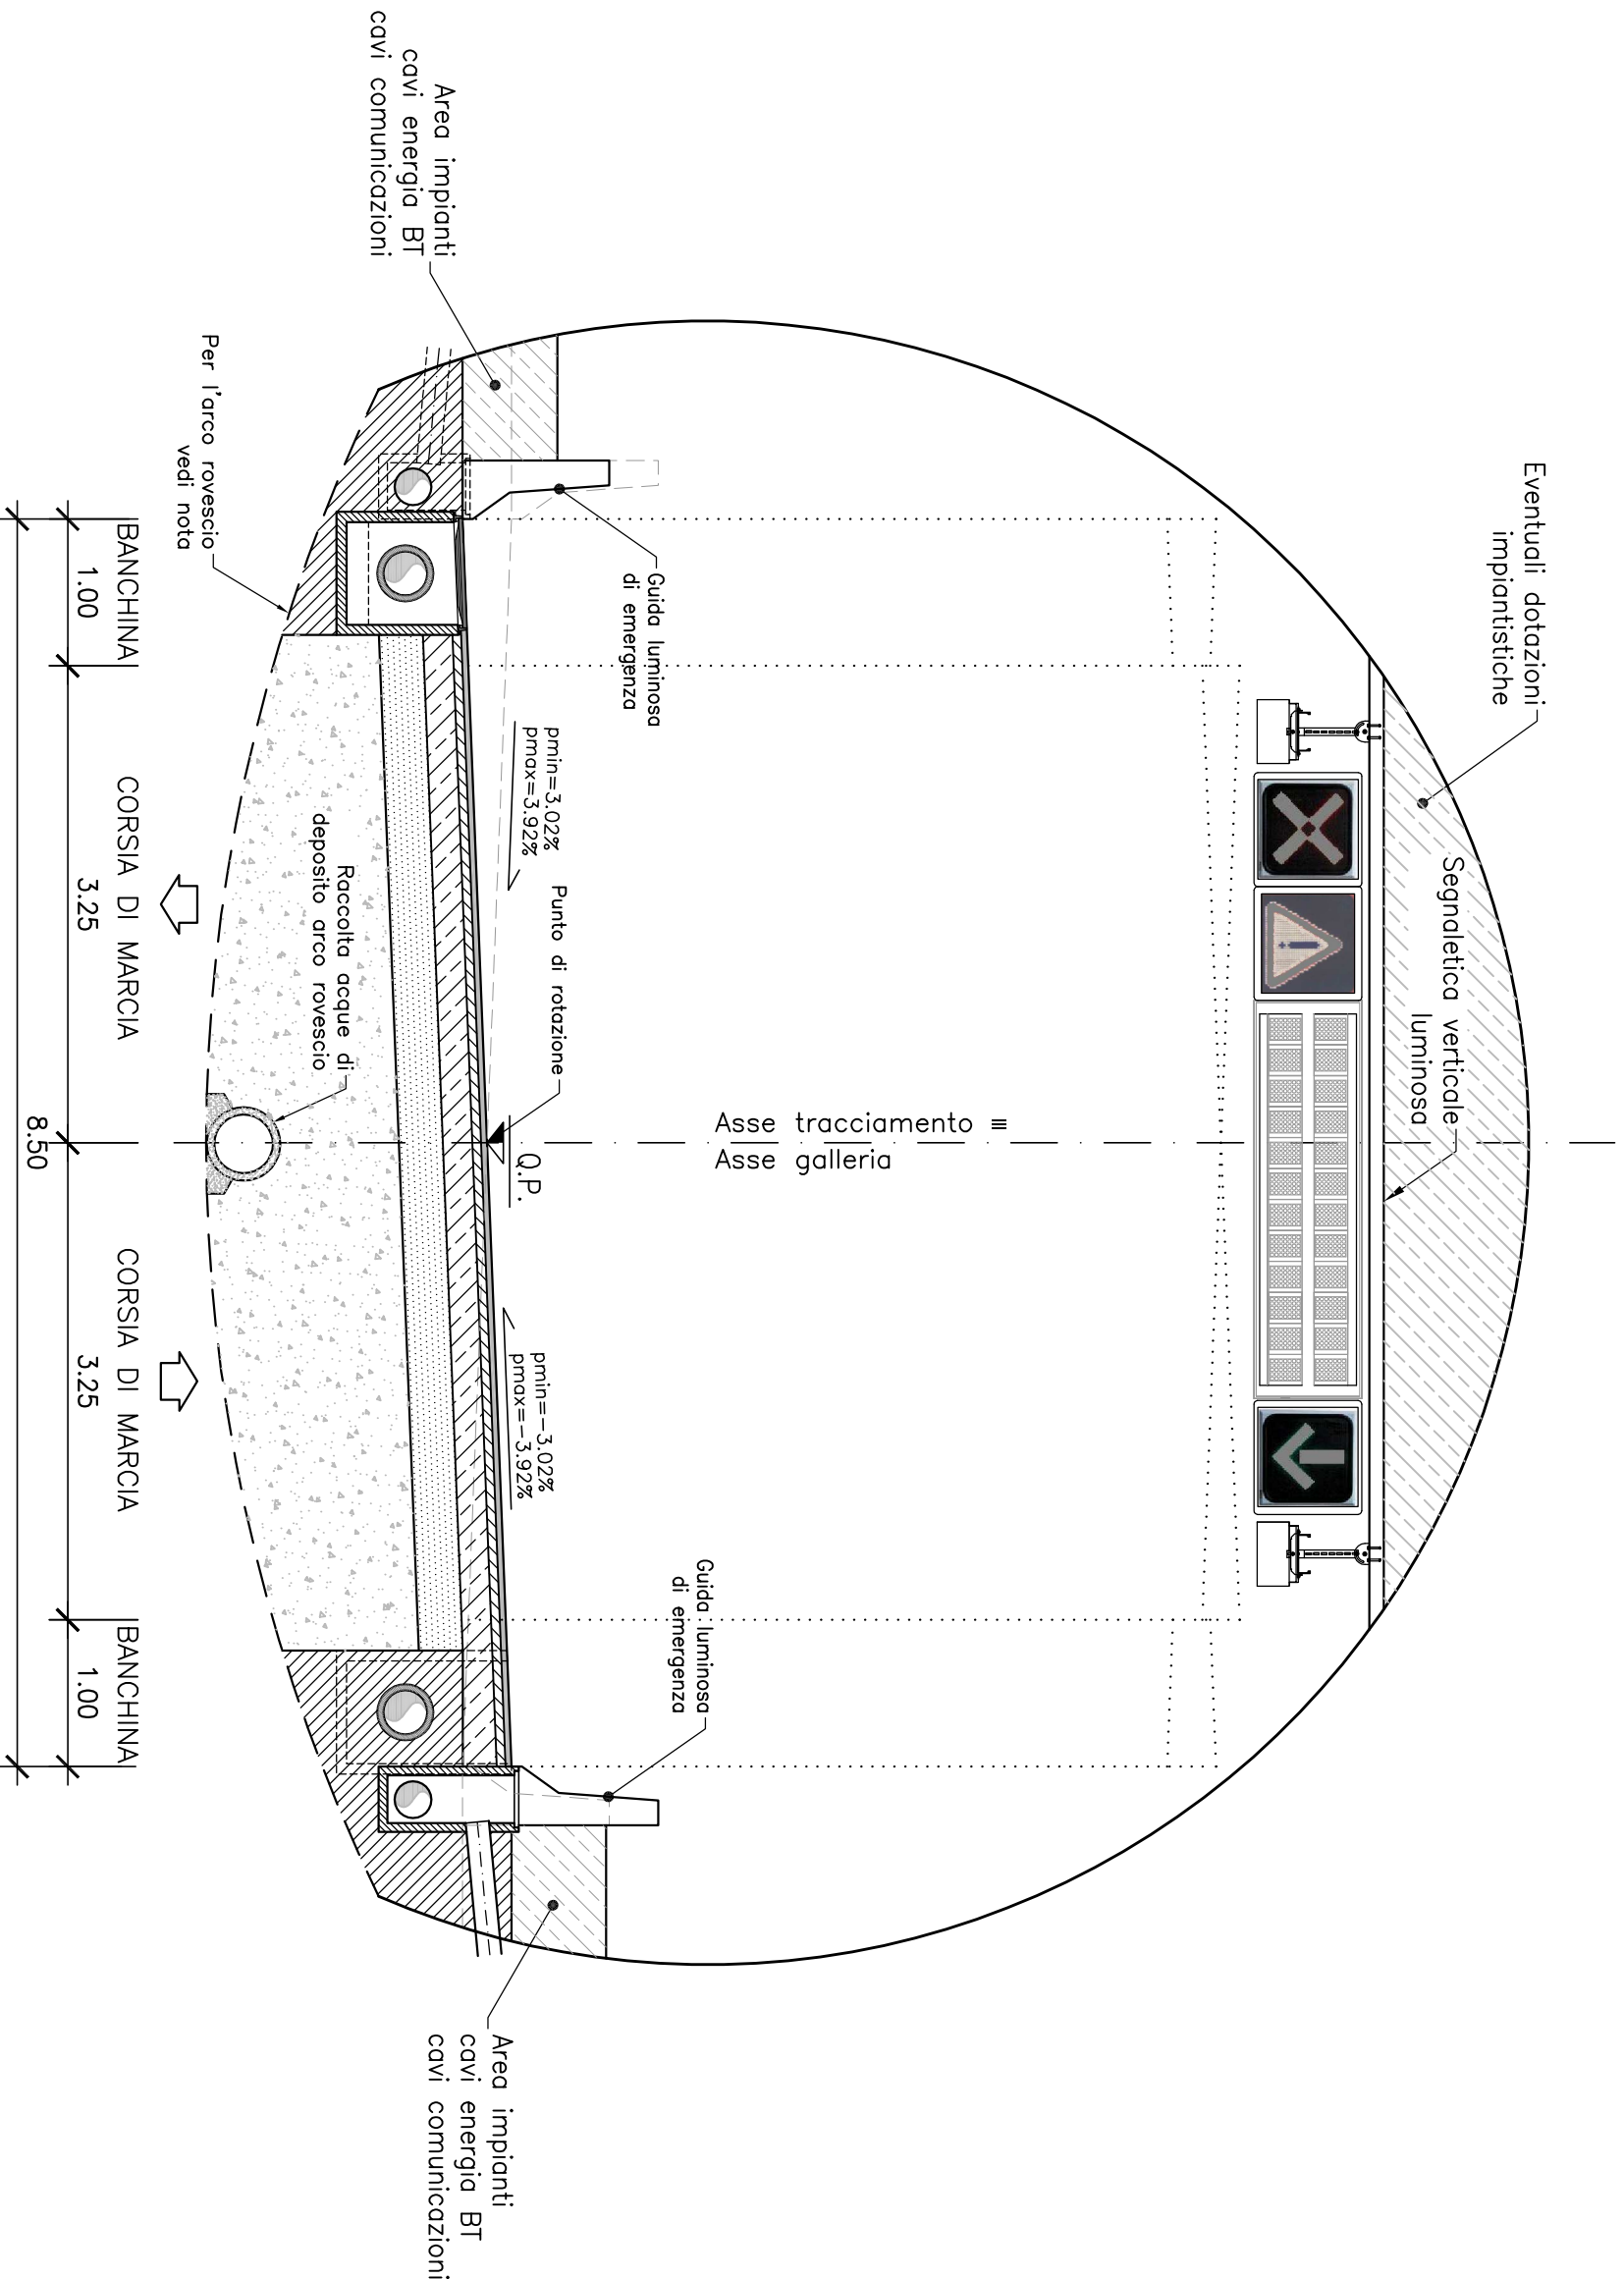 Eventuali dotazioni
impiantistiche
Segnaletica verticale
luminosa
Asse tracciamento ≡
Asse galleria
Guida luminosa
di emergenza
Guida luminosa
di emergenza
pmin=3.02%
pmax=3.92%
Punto di rotazione
Q.P.
pmin=-3.02%
pmax=-3.92%
Area impianti
cavi energia BT
cavi comunicazioni
Area impianti
cavi energia BT
cavi comunicazioni
Raccolta acque di
deposito arco rovescio
Per l'arco rovescio
vedi nota
BANCHINA
1.00
CORSIA DI MARCIA
3.25
CORSIA DI MARCIA
3.25
BANCHINA
1.00
8.50